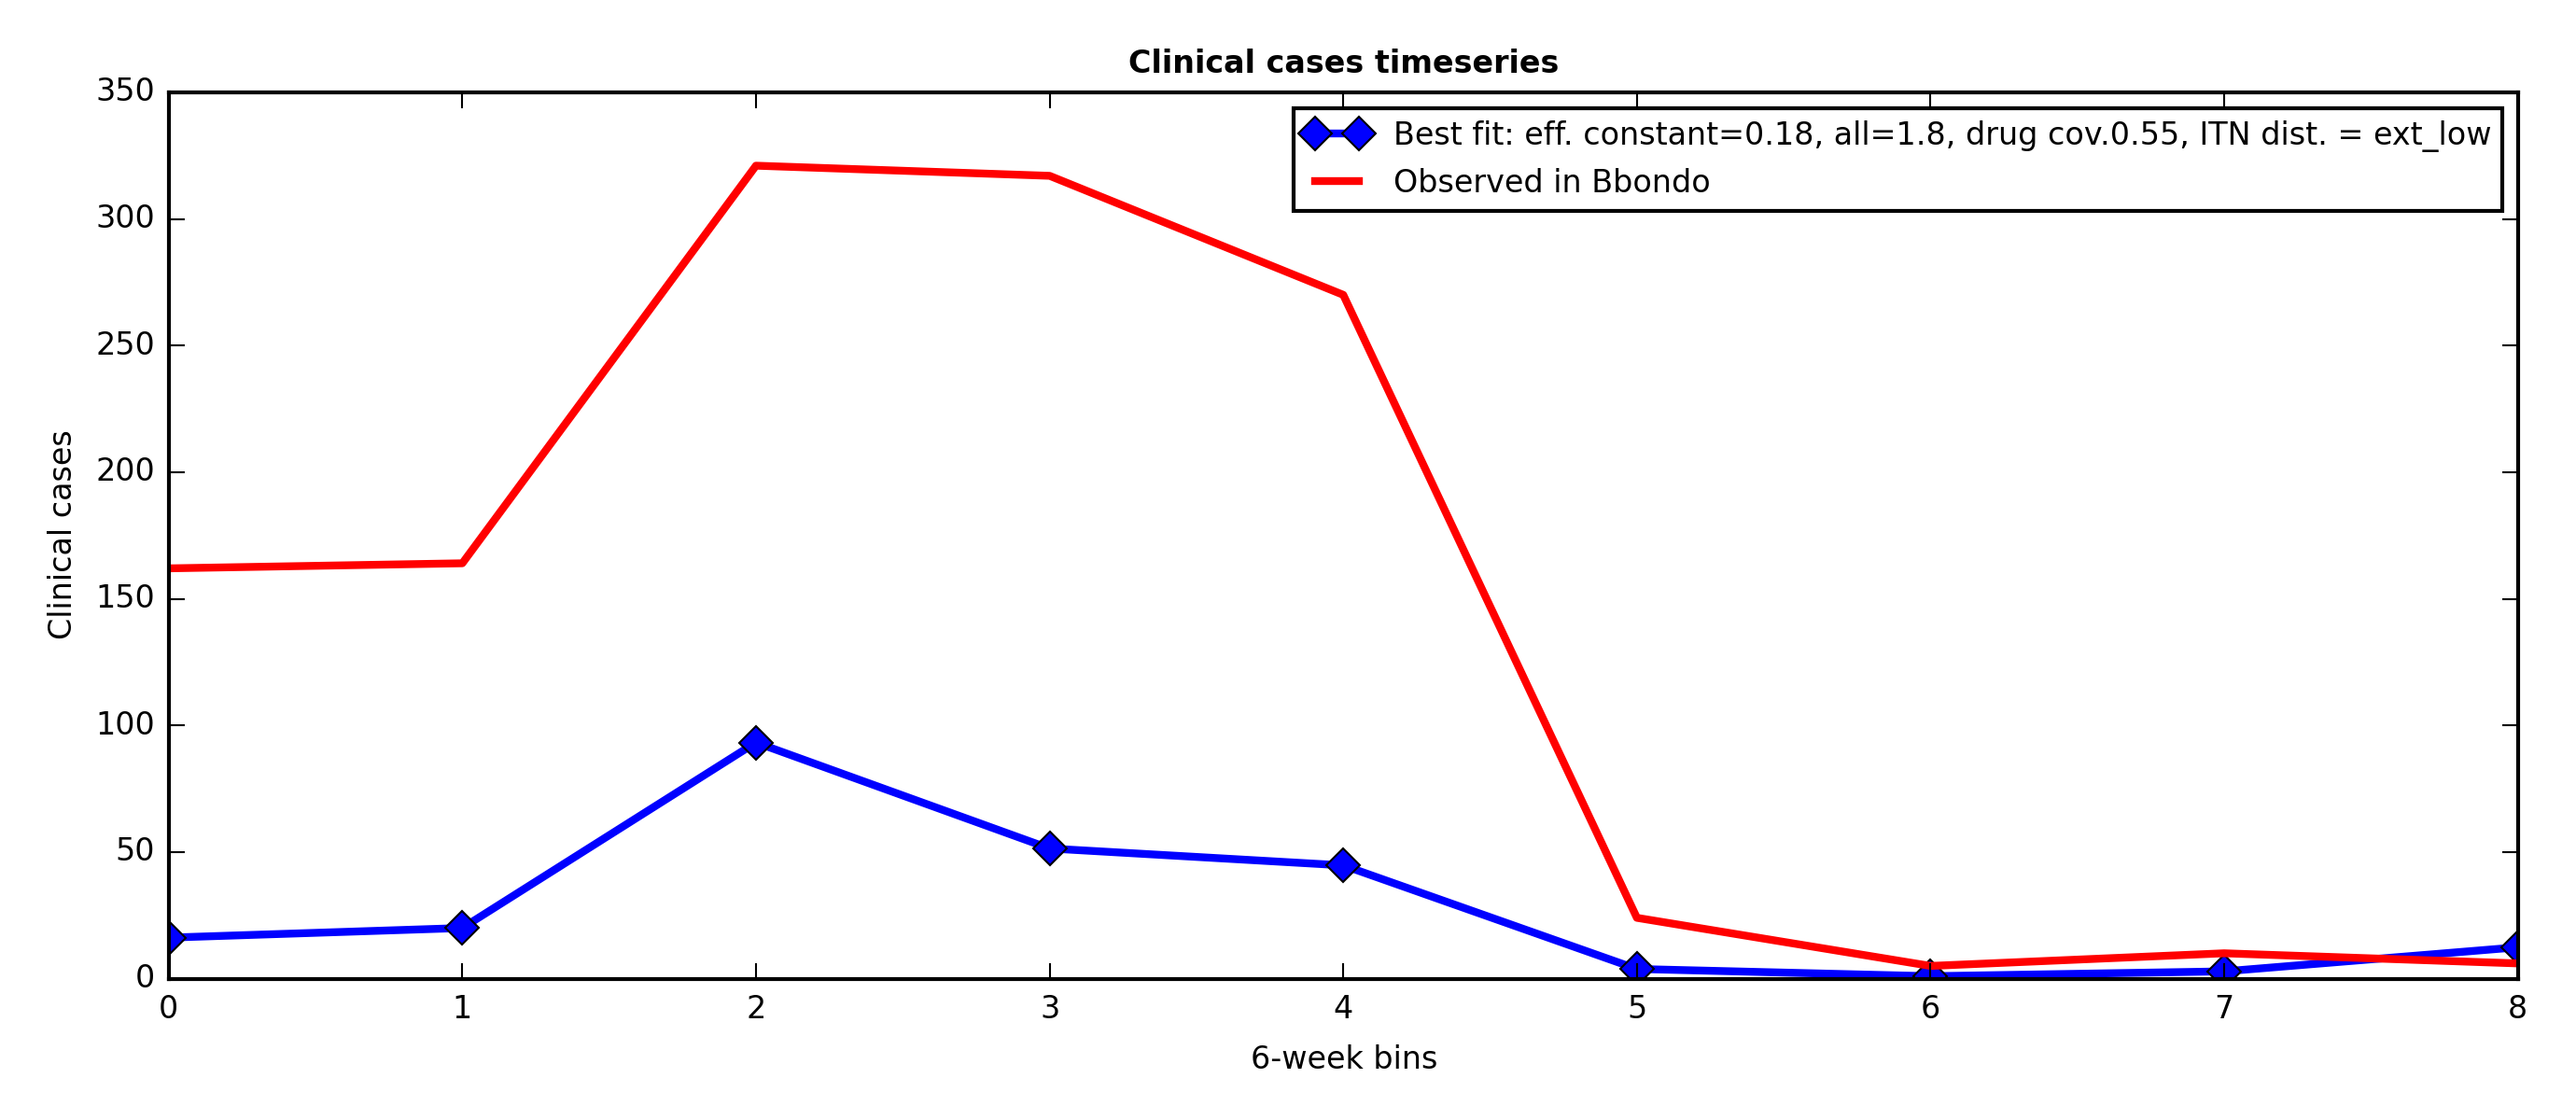 Clinical cases timeseries
350
300
250
200
150
100
50
0
Clinical cases
Best fit: eff. constant=0.18, all=1.8, drug cov.0.55, ITN dist. = ext_low
Observed in Bbondo
0 1 2 3 4 5 6 7 8
6-week bins